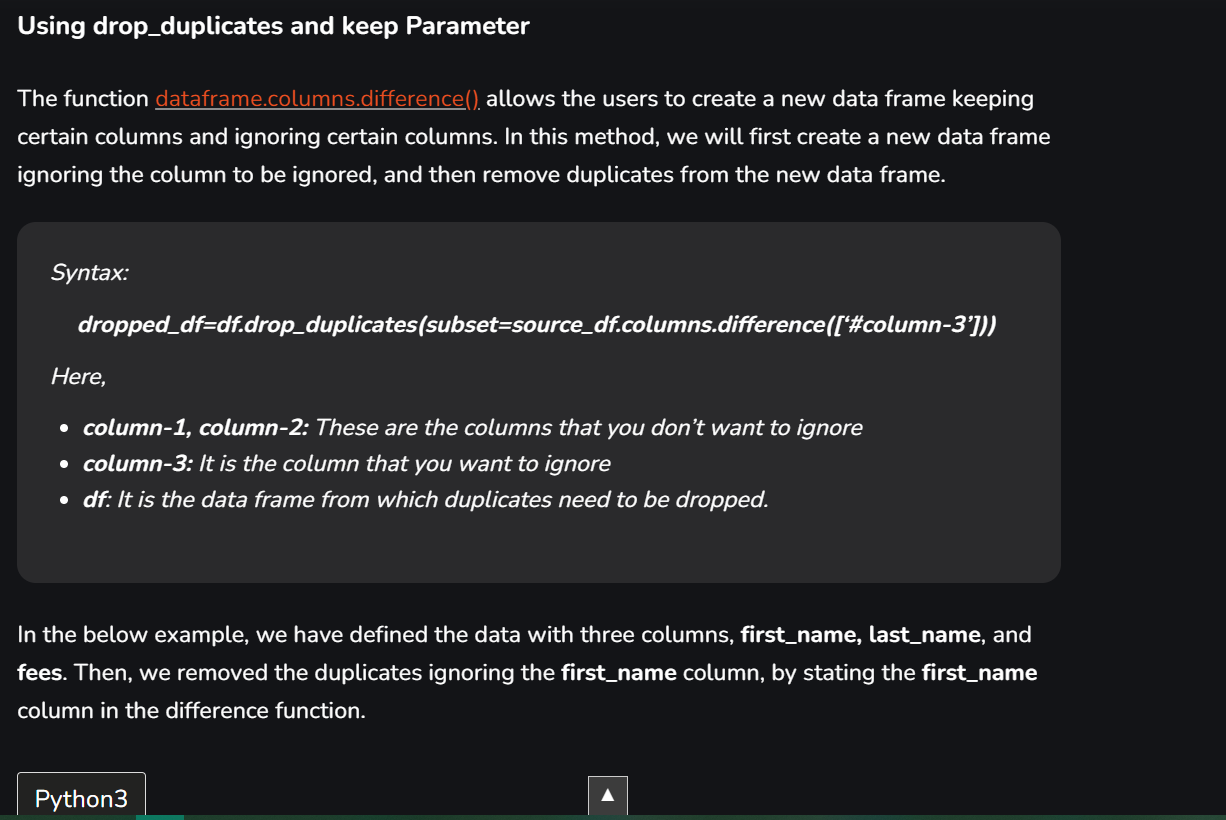 Using drop_duplicates and keep Parameter
The function dataframe.columns.difference() allows the users to create a new data frame keeping
certain columns and ignoring certain columns. In this method, we will first create a new data frame
ignoring the column to be ignored, and then remove duplicates from the new data frame.
Syntax:
dropped_df=df.drop_duplicates(subset=source_df.columns.difference([‘#column-3’]))
Here,
• column-1, column-2: These are the columns that you don’t want to ignore
• column-3: It is the column that you want to ignore
• df: It is the data frame from which duplicates need to be dropped.
In the below example, we have defined the data with three columns, first_name, last_name, and
fees. Then, we removed the duplicates ignoring the first_name column, by stating the first_name
column in the difference function.
Python3